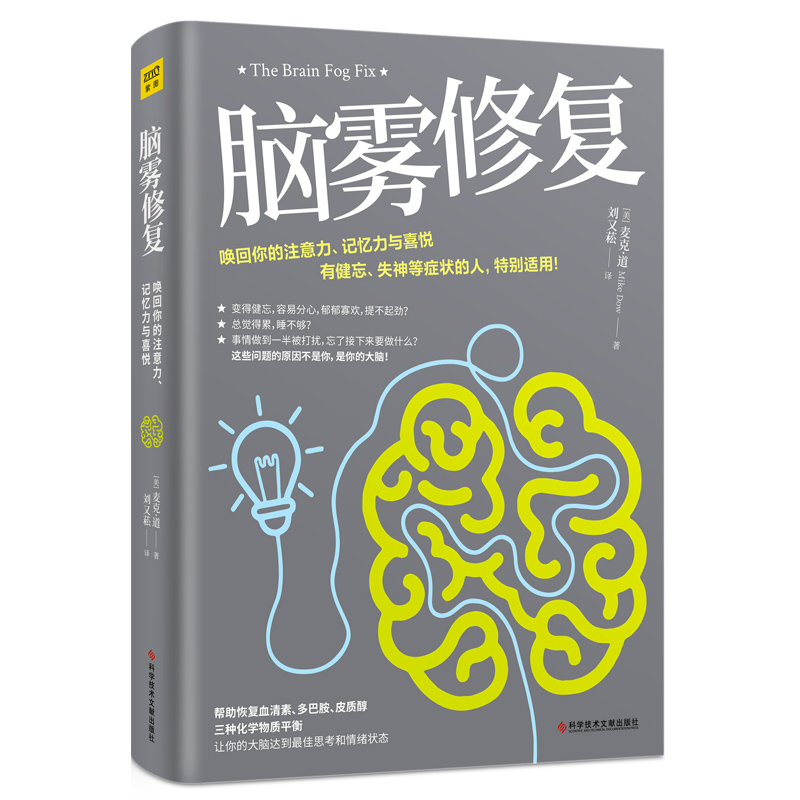 ZITO
紫图
脑雾修复
唤回你的注意力、
记忆力与喜悦
[美] 麦克·道 —— 著
刘又菘 —— 译
科学技术文献出版社
★ The Brain Fog Fix ★
脑雾修复
唤回你的注意力、记忆力与喜悦
有健忘、失神等症状的人，特别适用！
[美] 麦克·道 Mike Dow —— 著
刘又菘 —— 译
★ 变得健忘，容易分心，郁郁寡欢，提不起劲？
★ 总觉得累，睡不够？
★ 事情做到一半被打扰，忘了接下来要做什么？
这些问题的原因不是你，是你的大脑！
帮助恢复血清素、多巴胺、皮质醇
三种化学物质平衡
让你的大脑达到最佳思考和情绪状态
科学技术文献出版社
SCIENTIFIC AND TECHNICAL DOCUMENTATION PRESS